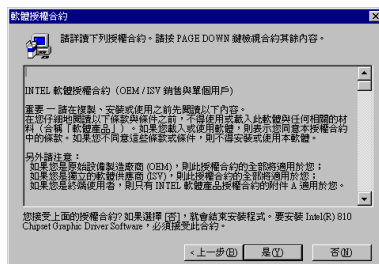 軟體授權合約
請詳讀下列授權合約。請按 PAGE DOWN 鍵檢視合約其餘內容。
INTEL 軟體授權合約 (OEM / ISV 銷售與單個用戶)
重要 — 請在複製、安裝或使用之前先閱讀以下內容。
在您仔細地閱讀以下條款與條件之前，不得使用或載入此軟體與任何相關的材
料（合稱「軟體產品」）。如果您載入或使用軟體，則表示您同意本授權合約
中的條款。如果您不同意這些條款或條件，則不得安裝或使用本軟體。
另外請注意：
如果您是原始設備製造廠商 (OEM)，則此授權合約的全部將適用於您；
如果您是獨立的軟體供應商 (ISV)，則此授權合約的全部將適用於您；
如果您是終端使用者，則只有 INTEL 軟體產品授權合約的附件 A 適用於您。
您接受上面的授權合約? 如果選擇 [否]，就會結束安裝程式。要安裝 Intel(R) 810
Chipset Graphic Driver Software，必須接受此合約。
<上一步(B) 是(Y) 否(N)